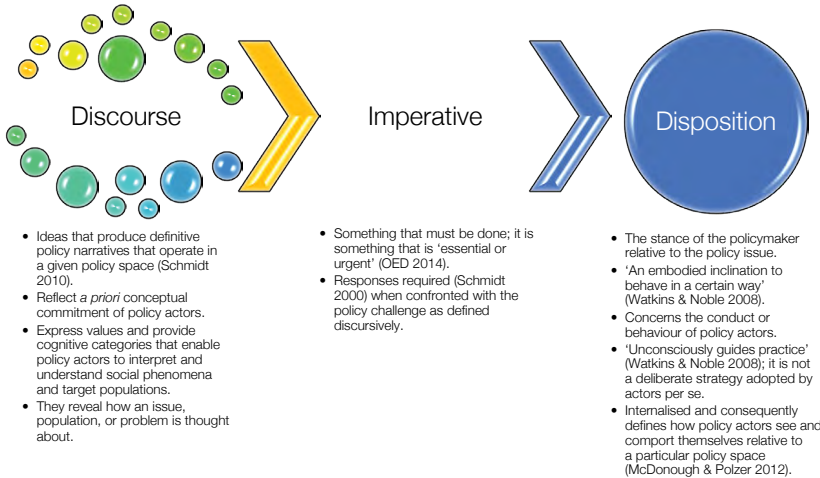 Discourse
Imperative
Disposition
• Ideas that produce definitive
policy narratives that operate in
a given policy space (Schmidt
2010).
• Reflect a priori conceptual
commitment of policy actors.
• Express values and provide
cognitive categories that enable
policy actors to interpret and
understand social phenomena
and target populations.
• They reveal how an issue,
population, or problem is thought
about.
• Something that must be done; it is
something that is ‘essential or
urgent’ (OED 2014).
• Responses required (Schmidt
2000) when confronted with the
policy challenge as defined
discursively.
• The stance of the policymaker
relative to the policy issue.
• ‘An embodied inclination to
behave in a certain way’
(Watkins & Noble 2008).
• Concerns the conduct or
behaviour of policy actors.
• ‘Unconsciously guides practice’
(Watkins & Noble 2008); it is not
a deliberate strategy adopted by
actors per se.
• Internalised and consequently
defines how policy actors see and
comport themselves relative to
a particular policy space
(McDonough & Polzer 2012).